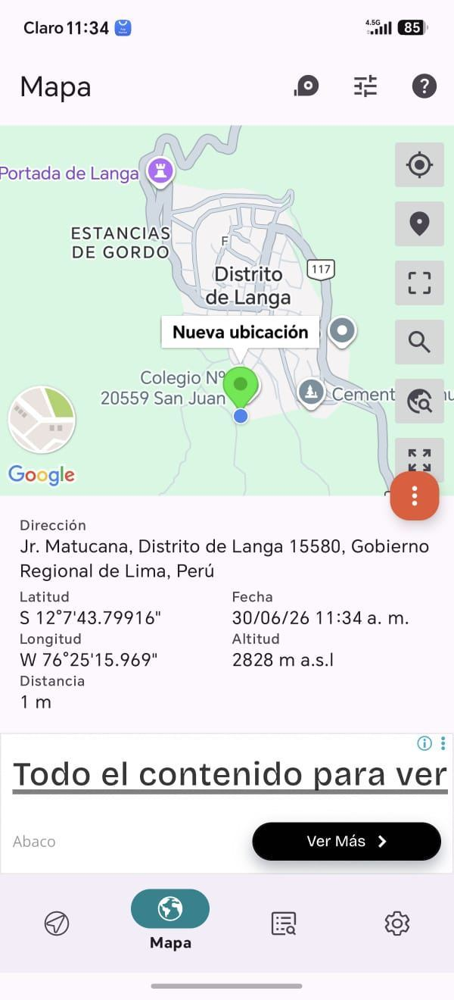 Claro 11:34
4.5G
85
Mapa
Portada de Langa
ESTANCIAS
DE GORDO
F
Distrito
de Langa
117
Nueva ubicación
Colegio Nº
20559 San Juan
Cement
Google
Dirección
Jr. Matucana, Distrito de Langa 15580, Gobierno
Regional de Lima, Perú
Latitud
S 12°7'43.79916"
Fecha
30/06/26 11:34 a. m.
Longitud
W 76°25'15.969"
Altitud
2828 m a.s.l
Distancia
1 m
Todo el contenido para ver
Abaco
Ver Más
Mapa